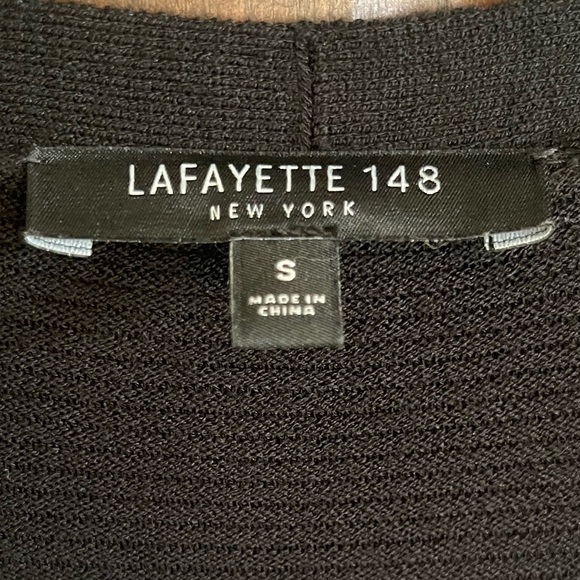 LAFAYETTE 148
NEW YORK
S
MADE IN
CHINA